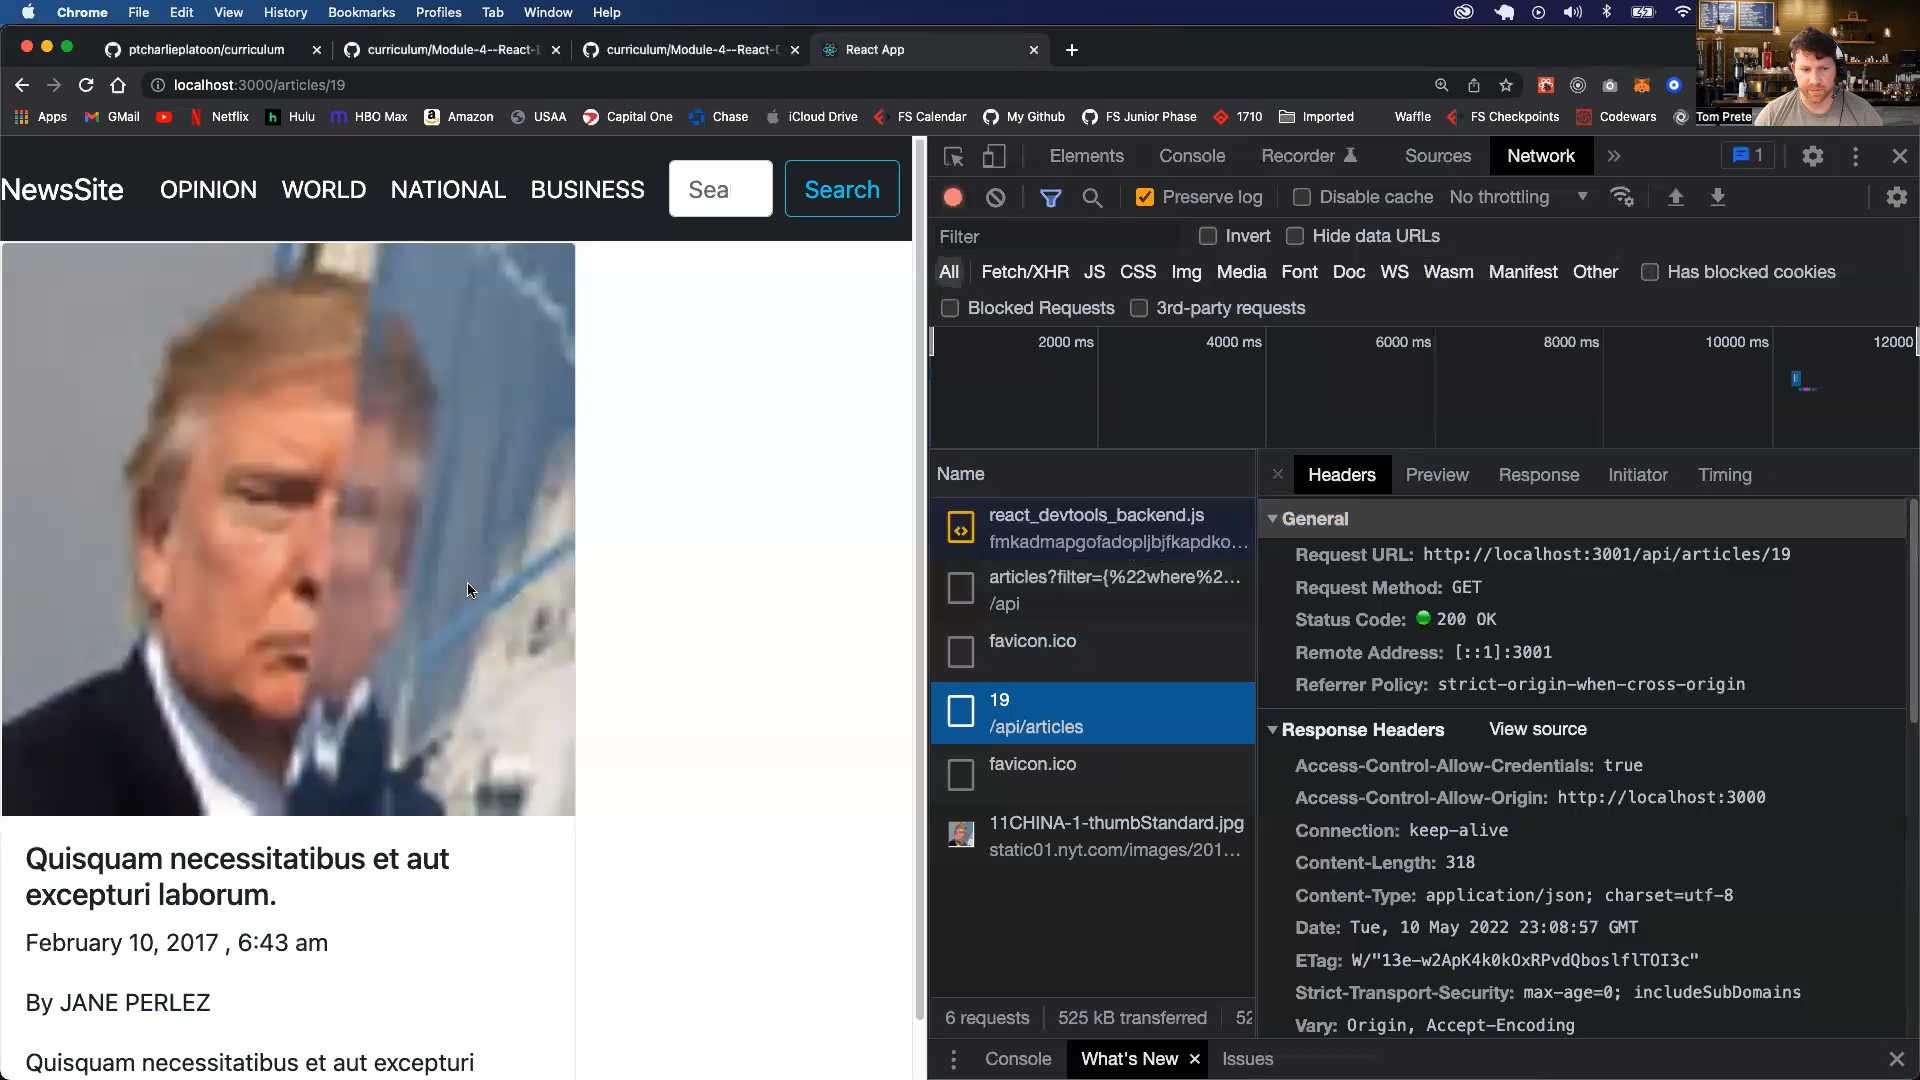 Chrome File Edit View History Bookmarks Profiles Tab Window Help
ptcharlieplatoon/curriculum curriculum/Module-4--React- curriculum/Module-4--React- React App
localhost:3000/articles/19
Apps GMail Netflix Hulu HBO Max Amazon USAA Capital One Chase iCloud Drive FS Calendar My Github FS Junior Phase 1710 Imported Waffle FS Checkpoints Codewars
Tom Prete
NewsSite OPINION WORLD NATIONAL BUSINESS Sea Search
Quisquam necessitatibus et aut
excepturi laborum.
February 10, 2017 , 6:43 am
By JANE PERLEZ
Quisquam necessitatibus et aut excepturi
Elements Console Recorder Sources Network 1
Preserve log Disable cache No throttling
Filter Invert Hide data URLs
All Fetch/XHR JS CSS Img Media Font Doc WS Wasm Manifest Other Has blocked cookies
Blocked Requests 3rd-party requests
2000 ms 4000 ms 6000 ms 8000 ms 10000 ms 12000
Name
react_devtools_backend.js
fmkadmapgofadopljbjfkapdko...
articles?filter={%22where%2...
/api
favicon.ico
19
/api/articles
favicon.ico
11CHINA-1-thumbStandard.jpg
static01.nyt.com/images/201...
6 requests 525 kB transferred 52
Headers Preview Response Initiator Timing
General
Request URL: http://localhost:3001/api/articles/19
Request Method: GET
Status Code: 200 OK
Remote Address: [::1]:3001
Referrer Policy: strict-origin-when-cross-origin
Response Headers View source
Access-Control-Allow-Credentials: true
Access-Control-Allow-Origin: http://localhost:3000
Connection: keep-alive
Content-Length: 318
Content-Type: application/json; charset=utf-8
Date: Tue, 10 May 2022 23:08:57 GMT
ETag: W/"13e-w2ApK4k0kOxRPvdQboslflTOI3c"
Strict-Transport-Security: max-age=0; includeSubDomains
Vary: Origin, Accept-Encoding
Console What's New Issues